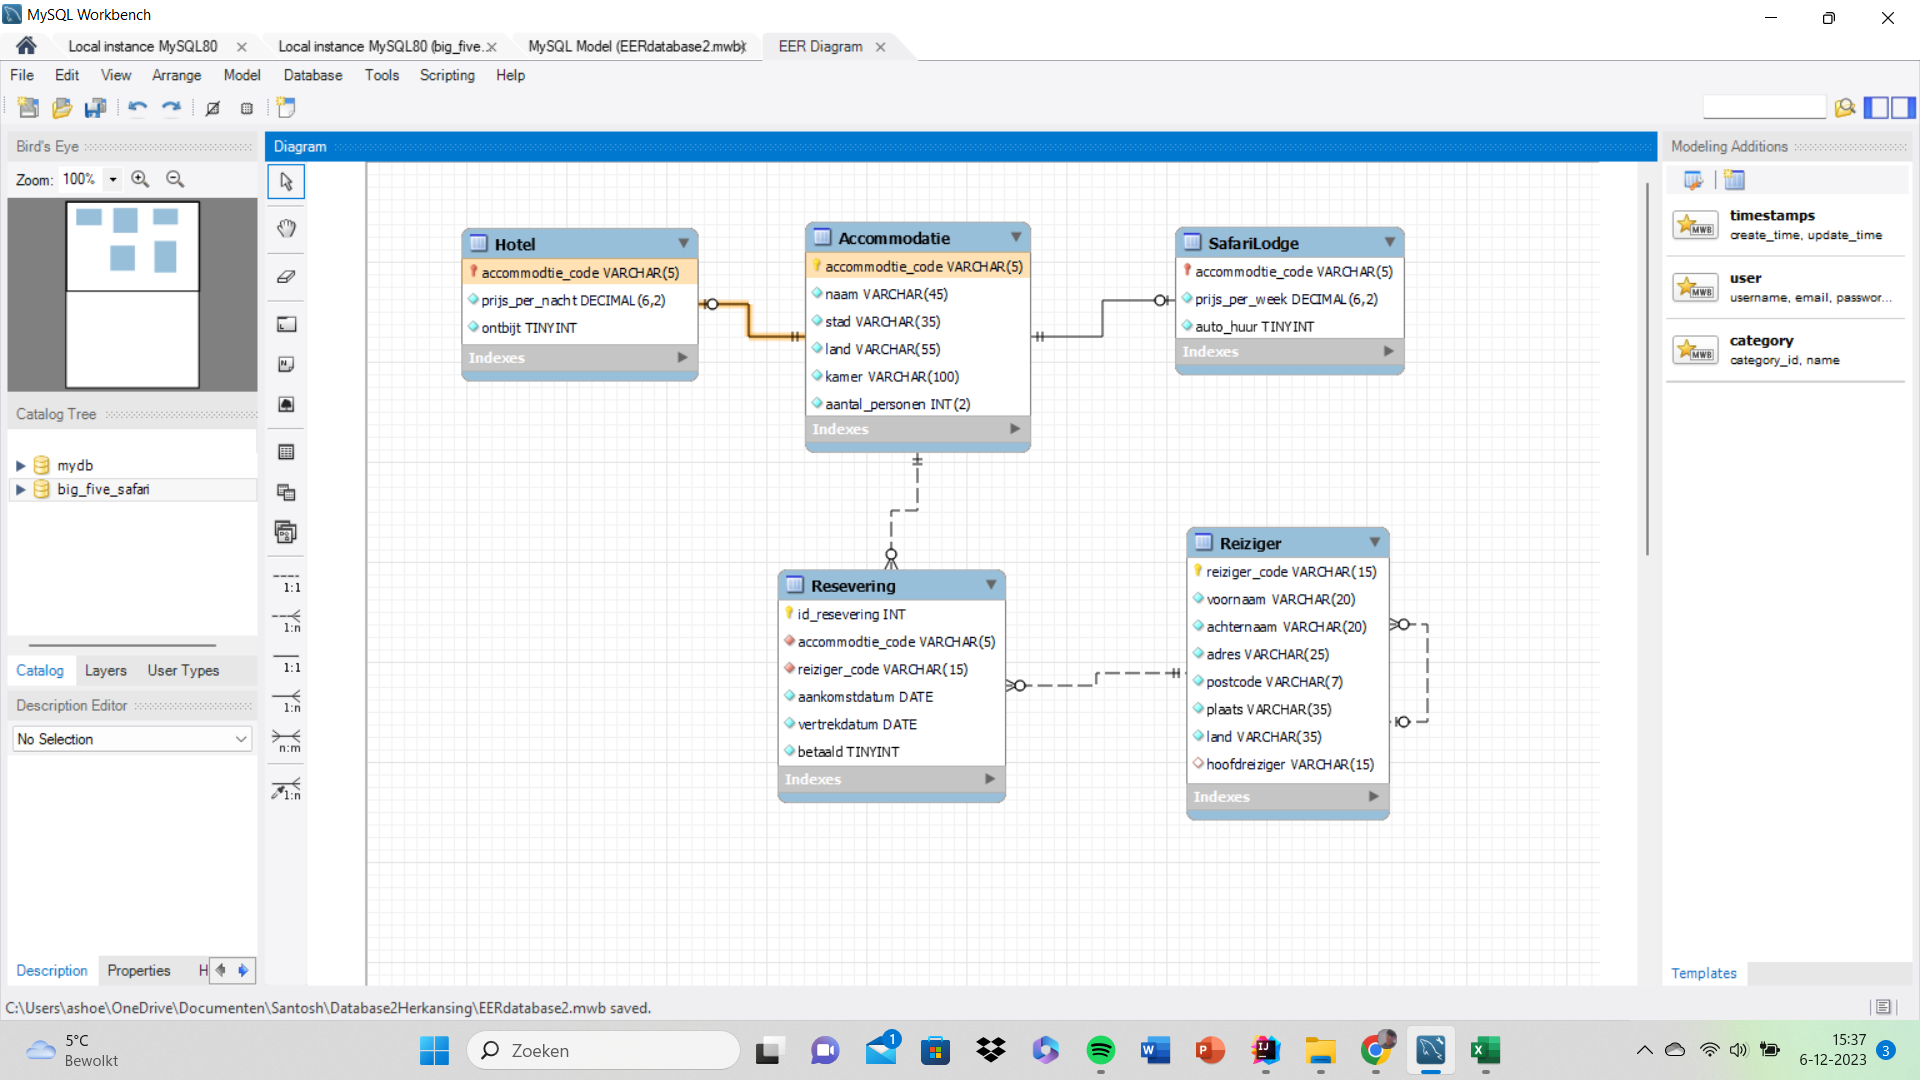 MySQL Workbench
Local instance MySQL80
Local instance MySQL80 (big_five.
MySQL Model (EERdatabase2.mwb)
EER Diagram
File Edit View Arrange Model Database Tools Scripting Help
Bird's Eye
Zoom: 100%
Catalog Tree
mydb
big_five_safari
Catalog Layers User Types
Description Editor
No Selection
Description Properties H
Diagram
1:1
1:n
1:1
1:n
n:m
1:n
Hotel
accommodtie_code VARCHAR(5)
prijs_per_nacht DECIMAL(6,2)
ontbijt TINYINT
Indexes
Accommodatie
accommodtie_code VARCHAR(5)
naam VARCHAR(45)
stad VARCHAR(35)
land VARCHAR(55)
kamer VARCHAR(100)
aantal_personen INT(2)
Indexes
SafariLodge
accommodtie_code VARCHAR(5)
prijs_per_week DECIMAL(6,2)
auto_huur TINYINT
Indexes
Resevering
id_resevering INT
accommodtie_code VARCHAR(5)
reiziger_code VARCHAR(15)
aankomstdatum DATE
vertrekdatum DATE
betaald TINYINT
Indexes
Reiziger
reiziger_code VARCHAR(15)
voornaam VARCHAR(20)
achternaam VARCHAR(20)
adres VARCHAR(25)
postcode VARCHAR(7)
plaats VARCHAR(35)
land VARCHAR(35)
hoofdreiziger VARCHAR(15)
Indexes
Modeling Additions
MWB
timestamps
create_time, update_time
MWB
user
username, email, passwor...
MWB
category
category_id, name
Templates
C:\Users\ashoe\OneDrive\Documenten\Santosh\Database2Herkansing\EERdatabase2.mwb saved.
5°C
Bewolkt
Zoeken
1
W
P
IJ
X
15:37
6-12-2023
3